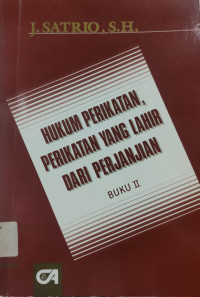 J. SATRIO, S.H.
HUKUM PERIKATAN,
PERIKATAN YANG LAHIR
DARI PERJANJIAN
BUKU II